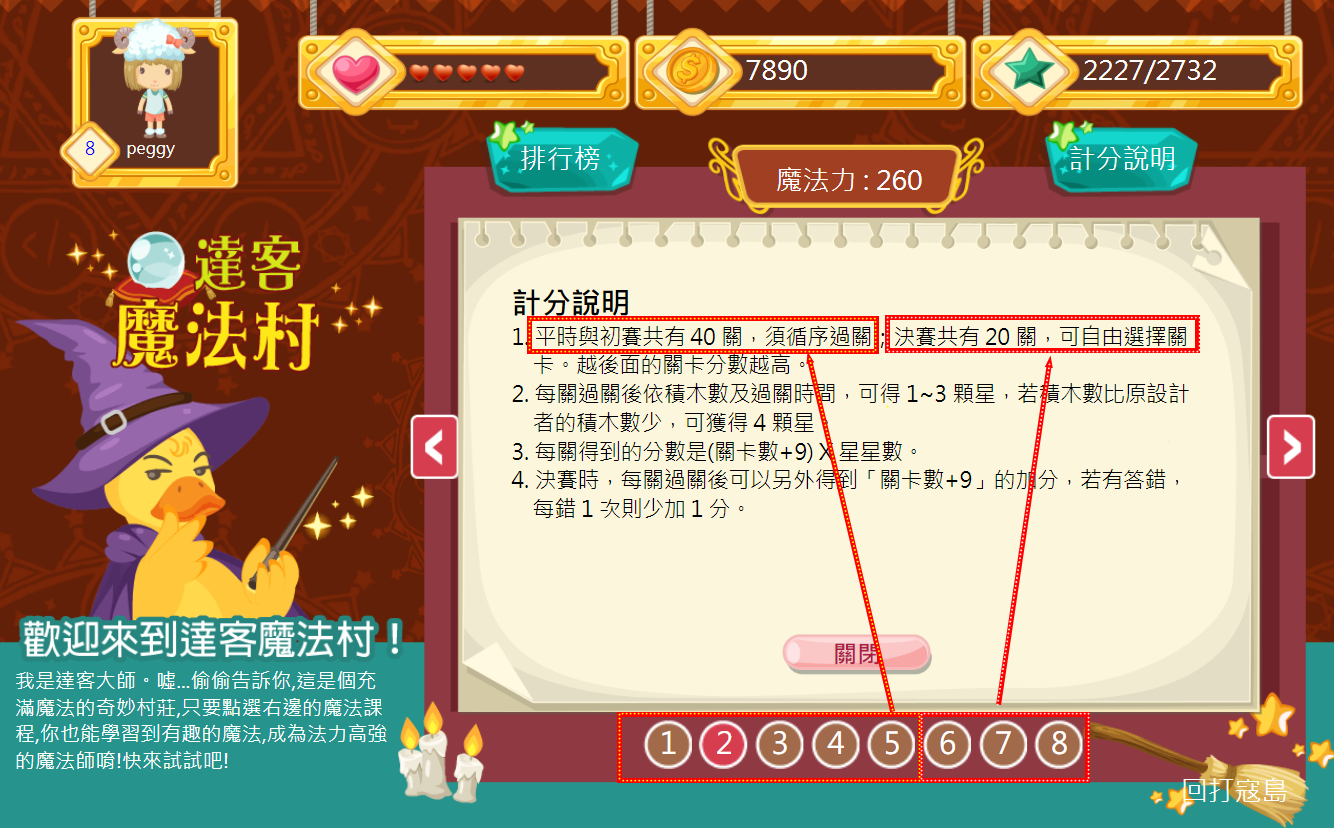 8 peggy
7890
2227/2732
排行榜
魔法力 : 260
計分說明
達客
魔法村
計分說明
1. 平時與初賽共有 40 關，須循序過關；決賽共有 20 關，可自由選擇關
卡。越後面的關卡分數越高。
2. 每關過關後依積木數及過關時間，可得 1~3 顆星，若積木數比原設計
者的積木數少，可獲得 4 顆星
3. 每關得到的分數是(關卡數+9) X 星星數。
4. 決賽時，每關過關後可以另外得到「關卡數+9」的加分，若有答錯，
每錯 1 次則少加 1 分。
關閉
歡迎來到達客魔法村！
我是達客大師。噓...偷偷告訴你,這是個充
滿魔法的奇妙村莊,只要點選右邊的魔法課
程,你也能學習到有趣的魔法,成為法力高強
的魔法師唷!快來試試吧!
1 2 3 4 5 6 7 8
回打寇島